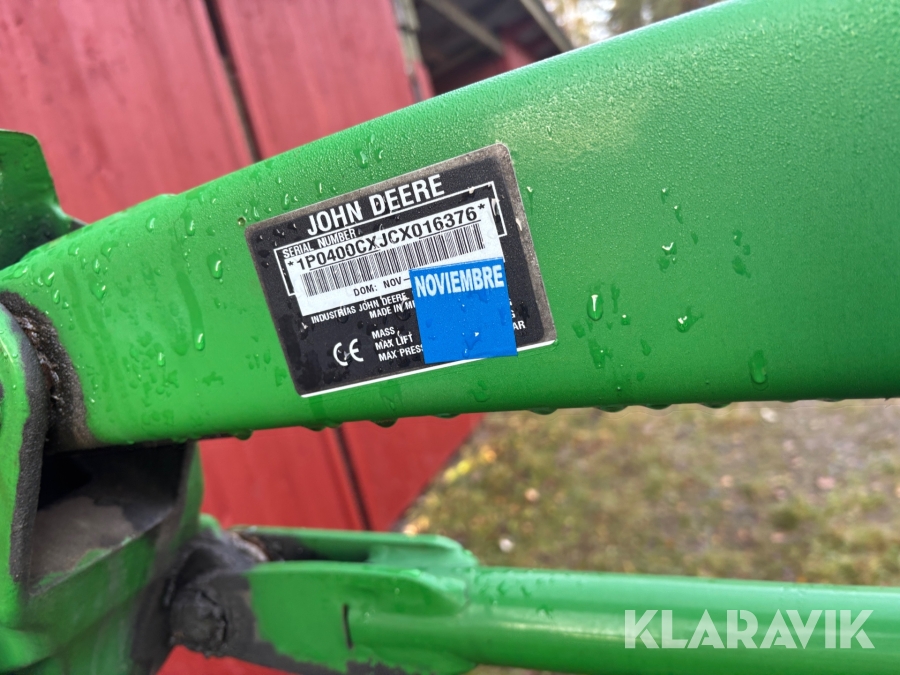 JOHN DEERE
SERIAL NUMBER
*1P0400CXJCX016376*
DOM: NOV-
INDUSTRIAS JOHN DEERE
MADE IN
NOVIEMBRE
MASS
MAX LIFT
MAX PRESS
CE
KLARAVIK